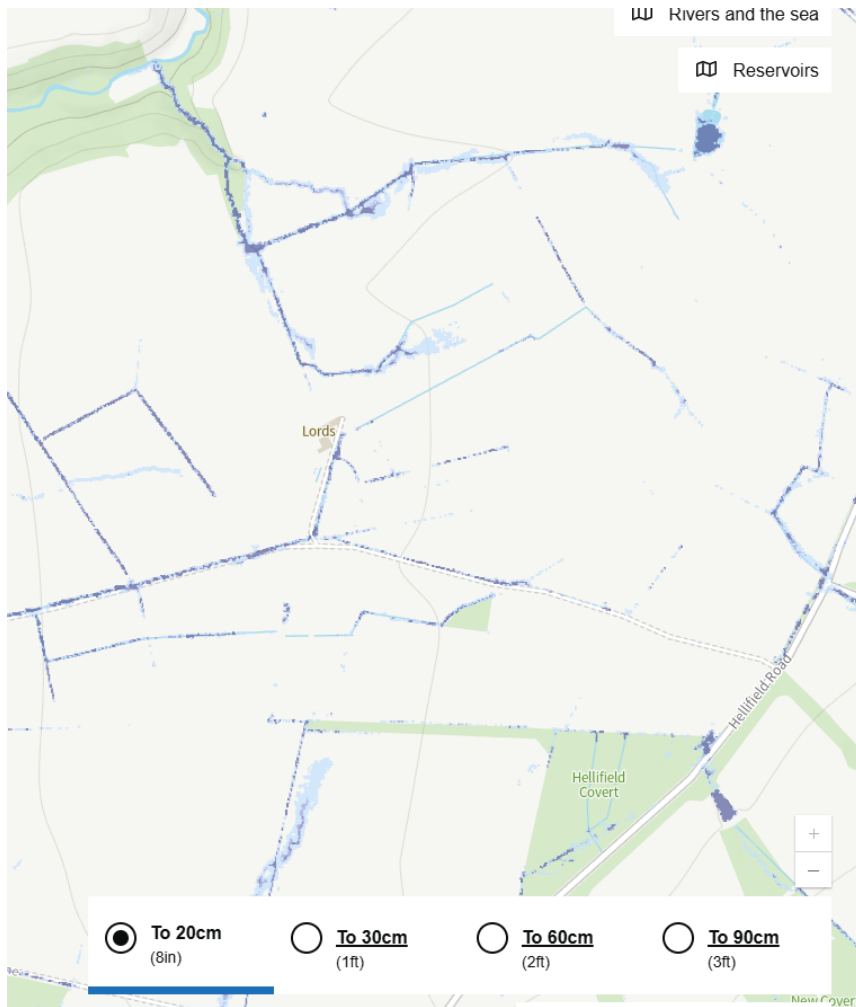 Rivers and the sea
Reservoirs
Lords
Hellifield Road
Hellifield
Covert
+
−
To 20cm
(8in)
To 30cm
(1ft)
To 60cm
(2ft)
To 90cm
(3ft)
New Cover